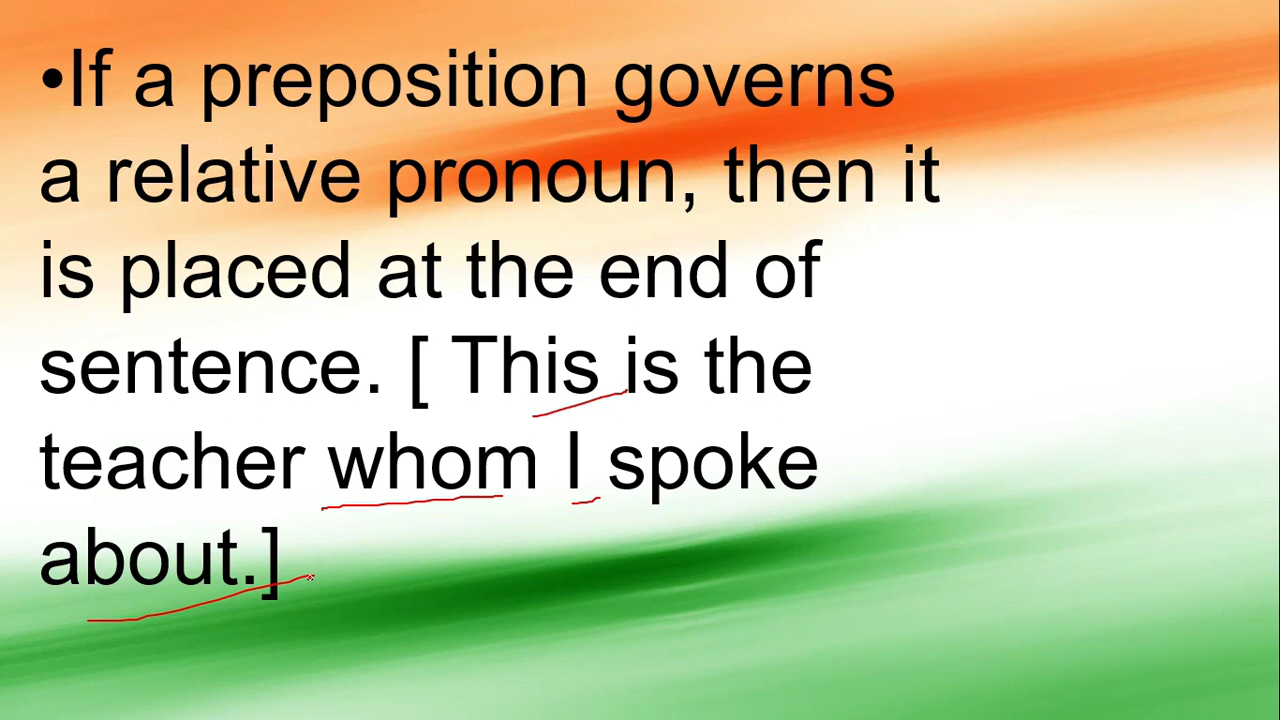 •If a preposition governs
a relative pronoun, then it
is placed at the end of
sentence. [ This is the
teacher whom I spoke
about.]